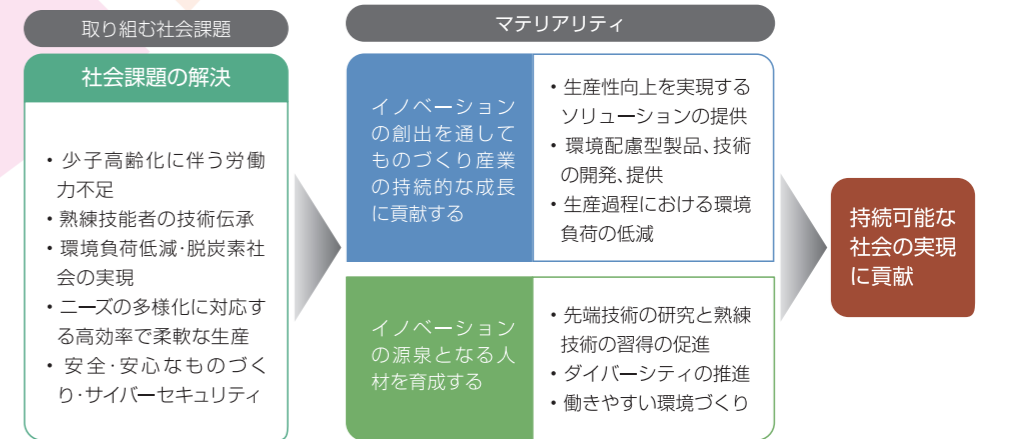 取り組む社会課題
社会課題の解決
・少子高齢化に伴う労働
力不足
・熟練技能者の技術伝承
・環境負荷低減・脱炭素社
会の実現
・ニーズの多様化に対応す
る高効率で柔軟な生産
・安全・安心なものづく
り・サイバーセキュリティ
マテリアリティ
イノベーション
の創出を通して
ものづくり産業
の持続的な成長
に貢献する
・生産性向上を実現する
ソリューションの提供
・環境配慮型製品、技術
の開発、提供
・生産過程における環境
負荷の低減
イノベーション
の源泉となる人
材を育成する
・先端技術の研究と熟練
技術の習得の促進
・ダイバーシティの推進
・働きやすい環境づくり
持続可能な
社会の実現
に貢献